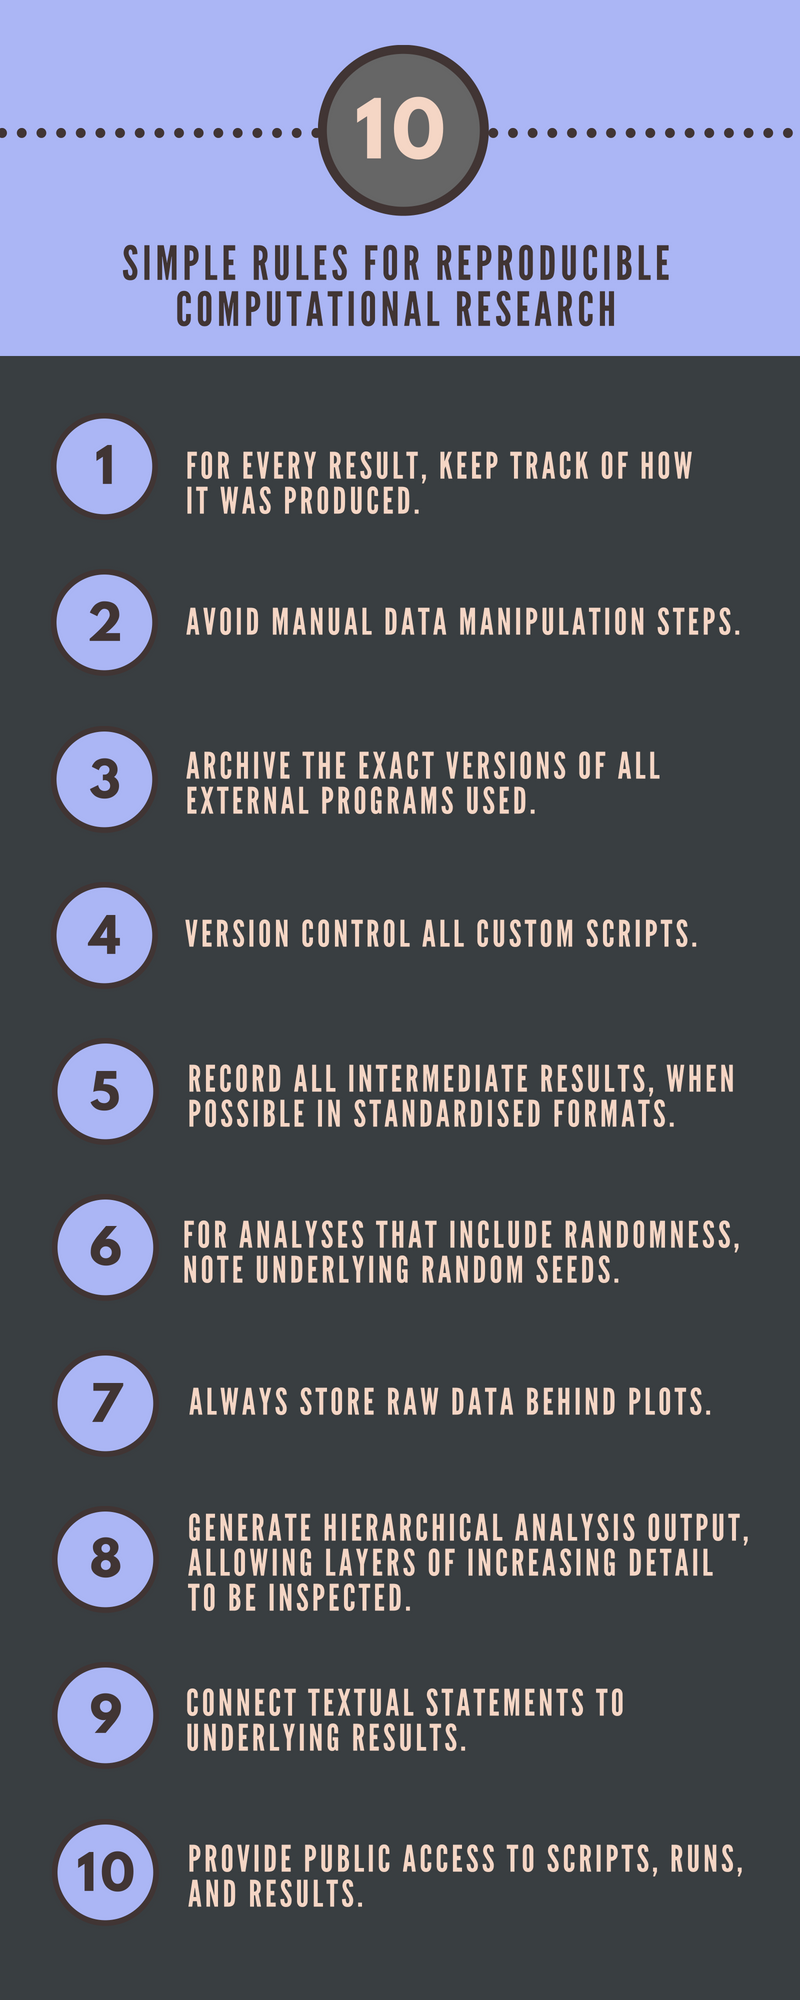 10
SIMPLE RULES FOR REPRODUCIBLE
COMPUTATIONAL RESEARCH
1
FOR EVERY RESULT, KEEP TRACK OF HOW
IT WAS PRODUCED.
2
AVOID MANUAL DATA MANIPULATION STEPS.
3
ARCHIVE THE EXACT VERSIONS OF ALL
EXTERNAL PROGRAMS USED.
4
VERSION CONTROL ALL CUSTOM SCRIPTS.
5
RECORD ALL INTERMEDIATE RESULTS, WHEN
POSSIBLE IN STANDARDISED FORMATS.
6
FOR ANALYSES THAT INCLUDE RANDOMNESS,
NOTE UNDERLYING RANDOM SEEDS.
7
ALWAYS STORE RAW DATA BEHIND PLOTS.
8
GENERATE HIERARCHICAL ANALYSIS OUTPUT,
ALLOWING LAYERS OF INCREASING DETAIL
TO BE INSPECTED.
9
CONNECT TEXTUAL STATEMENTS TO
UNDERLYING RESULTS.
10
PROVIDE PUBLIC ACCESS TO SCRIPTS, RUNS,
AND RESULTS.